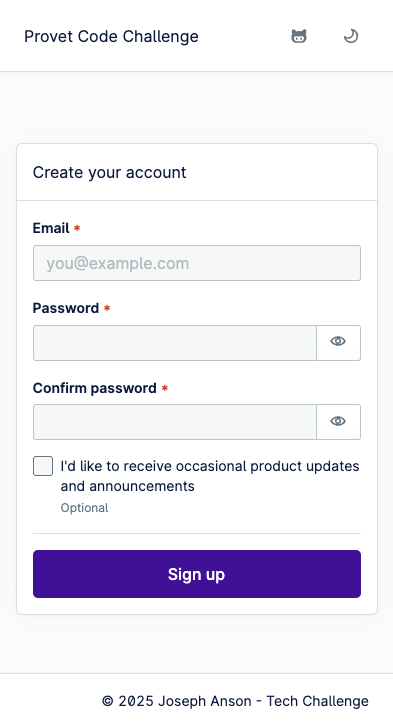 Provet Code Challenge
Create your account
Email *
you@example.com
Password *
Confirm password *
I'd like to receive occasional product updates
and announcements
Optional
Sign up
© 2025 Joseph Anson - Tech Challenge